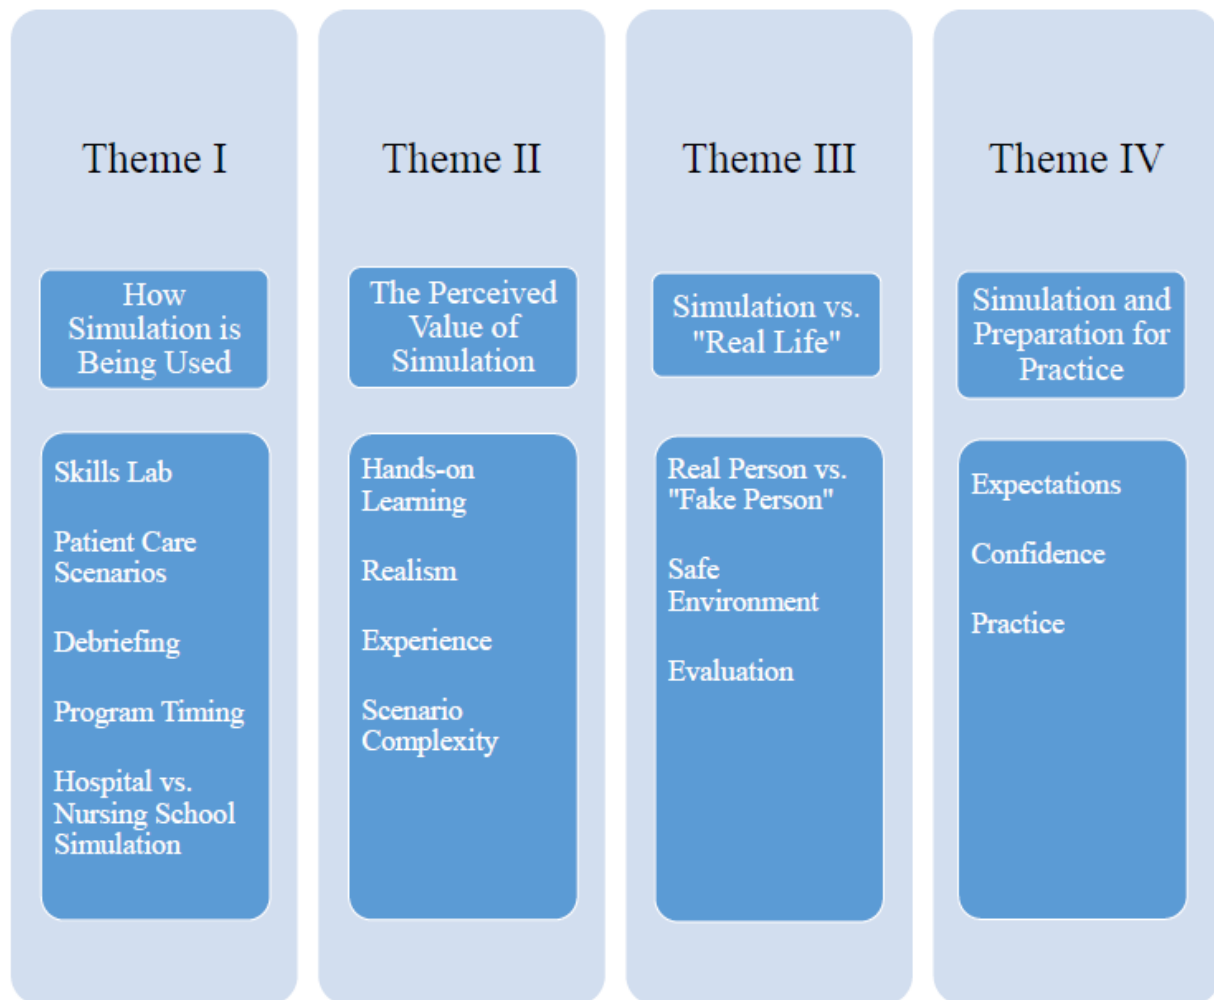 Theme I
How
Simulation is
Being Used
Skills Lab
Patient Care
Scenarios
Debriefing
Program Timing
Hospital vs.
Nursing School
Simulation
Theme II
The Perceived
Value of
Simulation
Hands-on
Learning
Realism
Experience
Scenario
Complexity
Theme III
Simulation vs.
"Real Life"
Real Person vs.
"Fake Person"
Safe
Environment
Evaluation
Theme IV
Simulation and
Preparation for
Practice
Expectations
Confidence
Practice